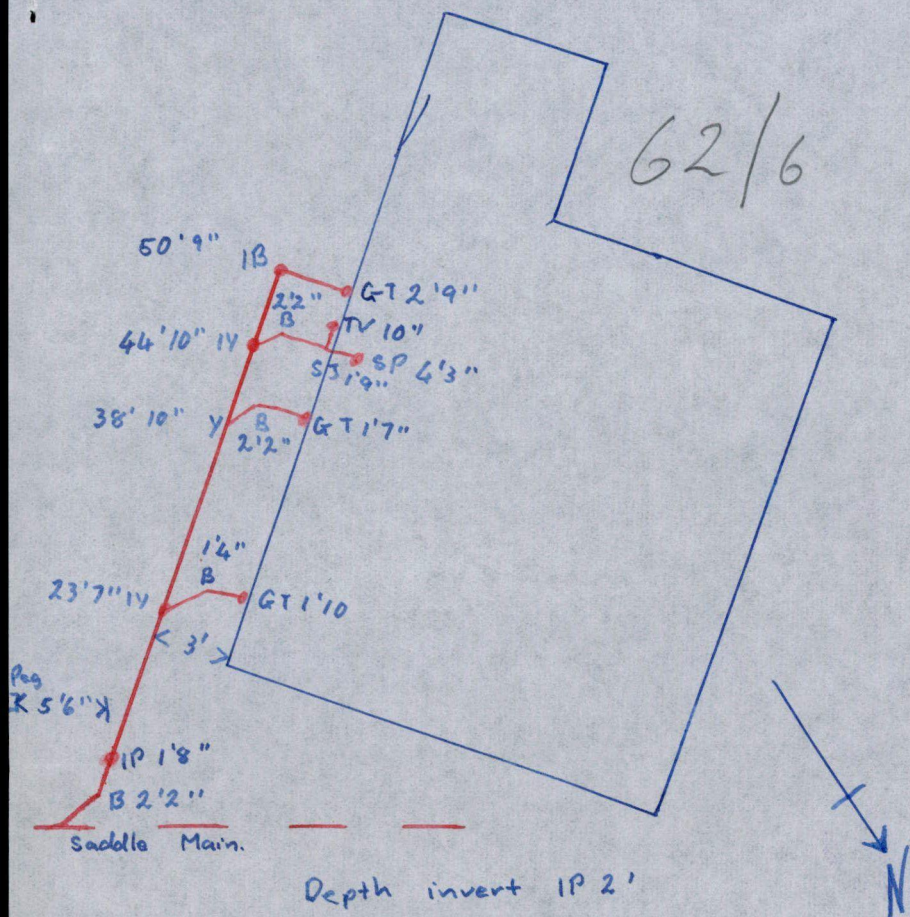 62/6
50'9" IB
2'2"
B
GT 2'9"
TV 10"
44'10" IY
SJ 1'9"
SP 4'3"
38'10" Y
B
2'2"
GT 1'7"
1'4"
B
23'7" IY
GT 1'10
< 3' >
Peg
K 5'6"
IP 1'8"
B 2'2"
Saddle Main.
Depth invert IP 2'
N